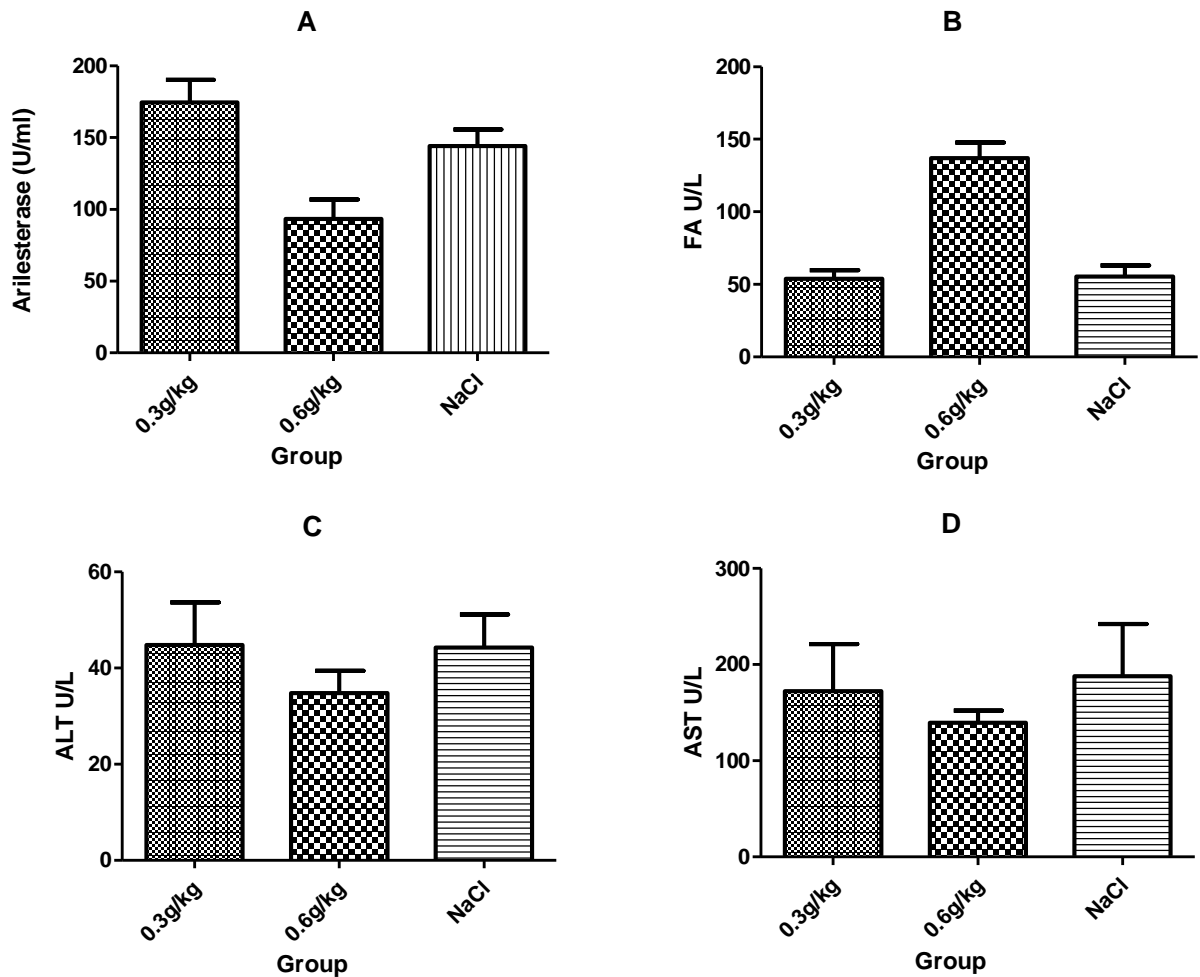 A
Arilesterase (U/ml)
200
150
100
50
0
0.3g/kg
0.6g/kg
NaCl
Group
B
FA U/L
200
150
100
50
0
0.3g/kg
0.6g/kg
NaCl
Group
C
ALT U/L
60
40
20
0
0.3g/kg
0.6g/kg
NaCl
Group
D
AST U/L
300
200
100
0
0.3g/kg
0.6g/kg
NaCl
Group